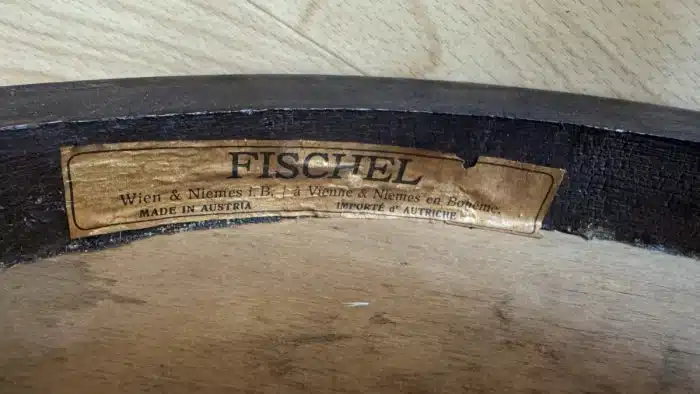 FISCHEL
Wien & Niemes i. B. | à Vienne & Niemes en Bohême.
MADE IN AUSTRIA IMPORTÉ d' AUTRICHE